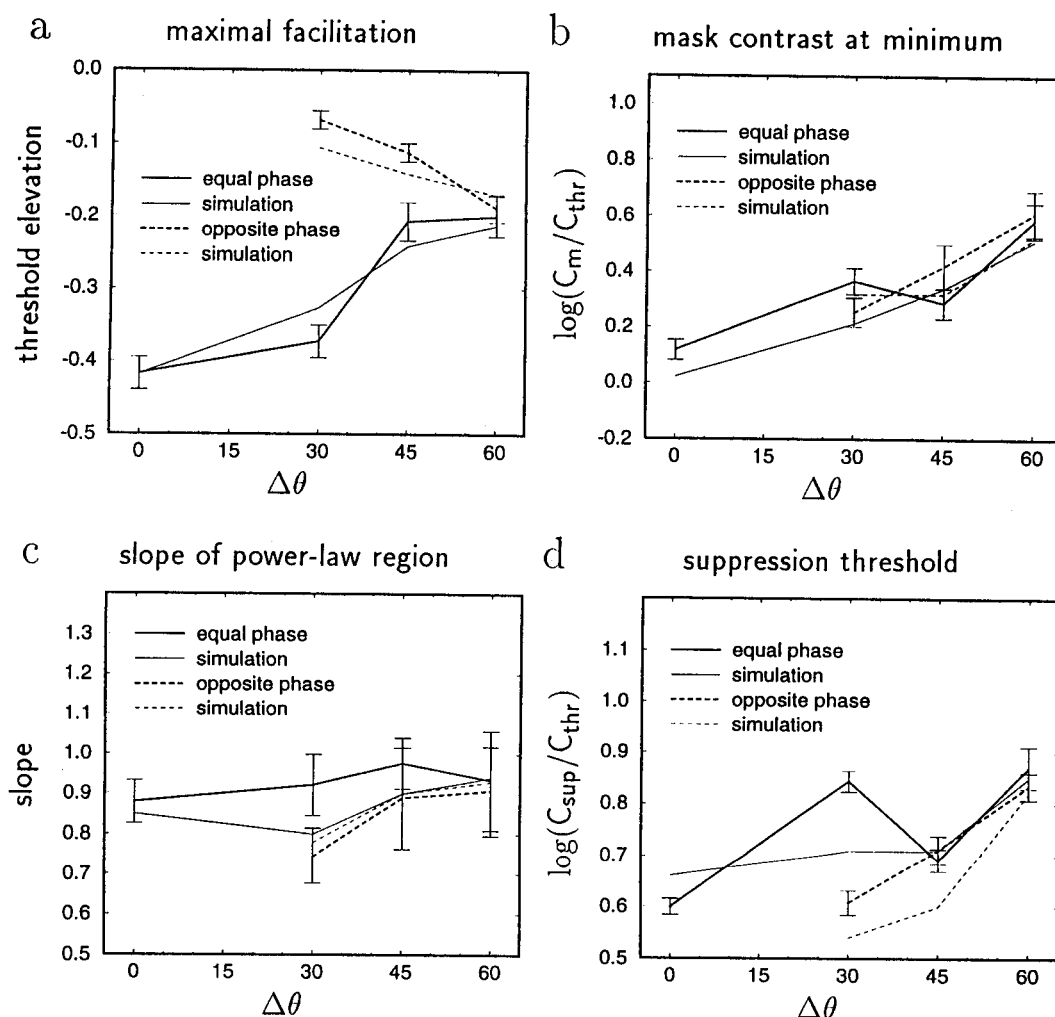 a
maximal facilitation
0.0
-0.1
-0.2
-0.3
-0.4
-0.5
threshold elevation
equal phase
simulation
opposite phase
simulation
0 15 30 45 60
Δθ
b
mask contrast at minimum
1.0
0.8
0.6
0.4
0.2
0.0
-0.2
log(C_m/C_thr)
equal phase
simulation
opposite phase
simulation
0 15 30 45 60
Δθ
c
slope of power-law region
1.3
1.2
1.1
1.0
0.9
0.8
0.7
0.6
0.5
slope
equal phase
simulation
opposite phase
simulation
0 15 30 45 60
Δθ
d
suppression threshold
1.1
1.0
0.9
0.8
0.7
0.6
0.5
log(C_sup/C_thr)
equal phase
simulation
opposite phase
simulation
0 15 30 45 60
Δθ